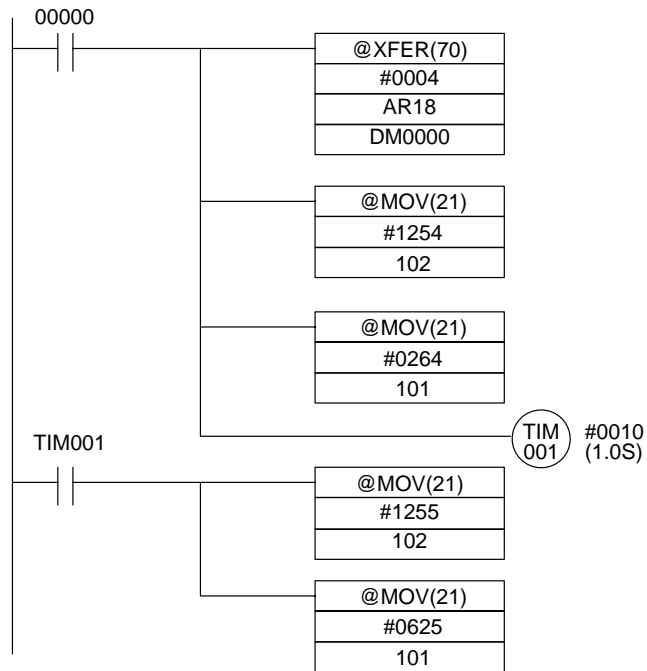 00000
@XFER(70)
#0004
AR18
DM0000
@MOV(21)
#1254
102
@MOV(21)
#0264
101
TIM
001
#0010
(1.0S)
TIM001
@MOV(21)
#1255
102
@MOV(21)
#0625
101